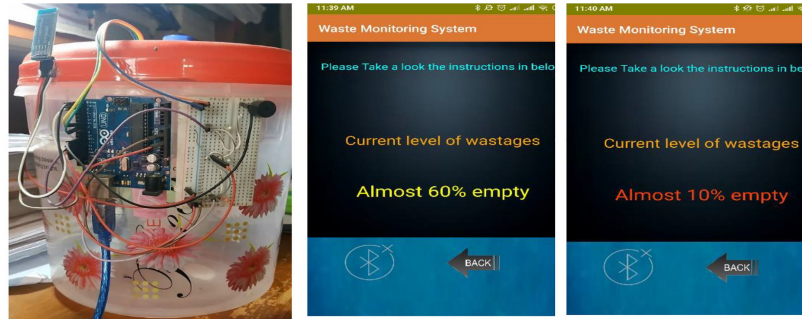 UNO
11:39 AM
Waste Monitoring System
Please Take a look the instructions in belo
Current level of wastages
Almost 60% empty
BACK
11:40 AM
Waste Monitoring System
Please Take a look the instructions in be
Current level of wastages
Almost 10% empty
BACK